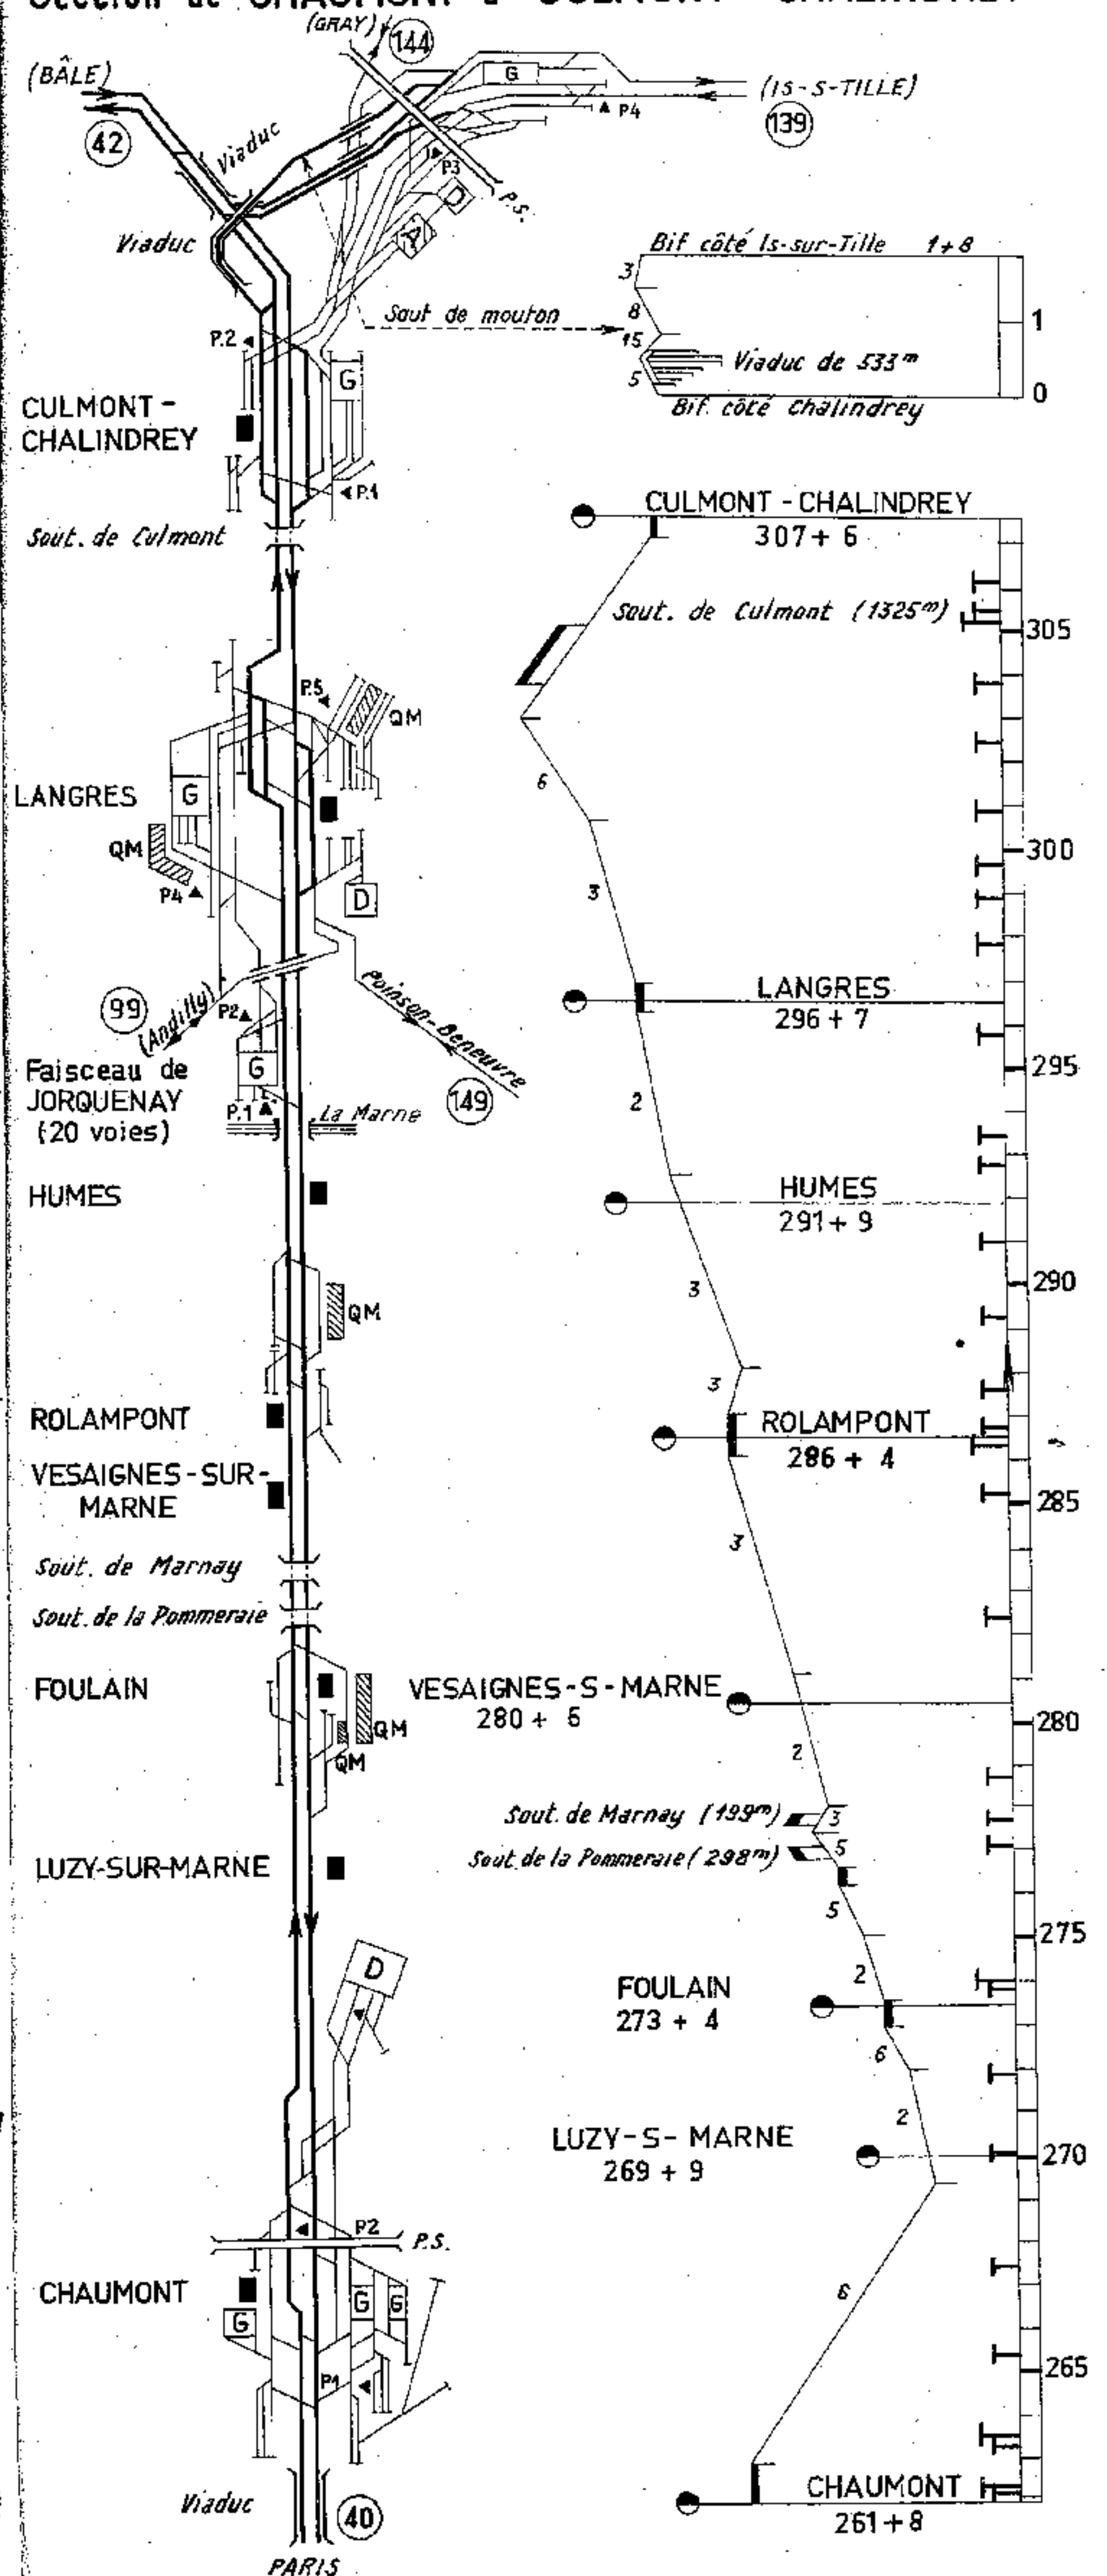 Section de CHAUMONT à CULMONT - CHALINDREY
(GRAY)
144
(BÂLE)
42
Viaduc
G
P4
(IS-S-TILLE)
139
P3
D
P.S.
A
Viaduc
Bif côté Is-sur-Tille 1+8
3
8
Saut de mouton
15
1
Viaduc de 533m
5
0
Bif. côté Chalindrey
P.2
G
CULMONT -
CHALINDREY
P.1
Sout. de Culmont
CULMONT - CHALINDREY
307 + 6
Sout. de Culmont (1325m)
305
P.5
QM
6
LANGRES
G
QM
P4
D
3
300
LANGRES
296 + 7
99
(Andilly)
P2
Poinson-Beneuvre
149
Faisceau de
JORQUENAY
(20 voies)
G
P.1
La Marne
295
2
HUMES
HUMES
291 + 9
3
290
QM
3
ROLAMPONT
ROLAMPONT
286 + 4
VESAIGNES-SUR-
MARNE
285
3
Sout. de Marnay
Sout. de la Pommeraie
FOULAIN
QM
QM
VESAIGNES-S-MARNE
280 + 6
280
2
Sout. de Marnay (199m)
3
Sout. de la Pommeraie (298m)
5
LUZY-SUR-MARNE
5
275
D
2
FOULAIN
273 + 4
6
2
LUZY-S-MARNE
269 + 9
270
P2
P.S.
CHAUMONT
G
G
G
6
P1
265
CHAUMONT
261 + 8
Viaduc
40
PARIS